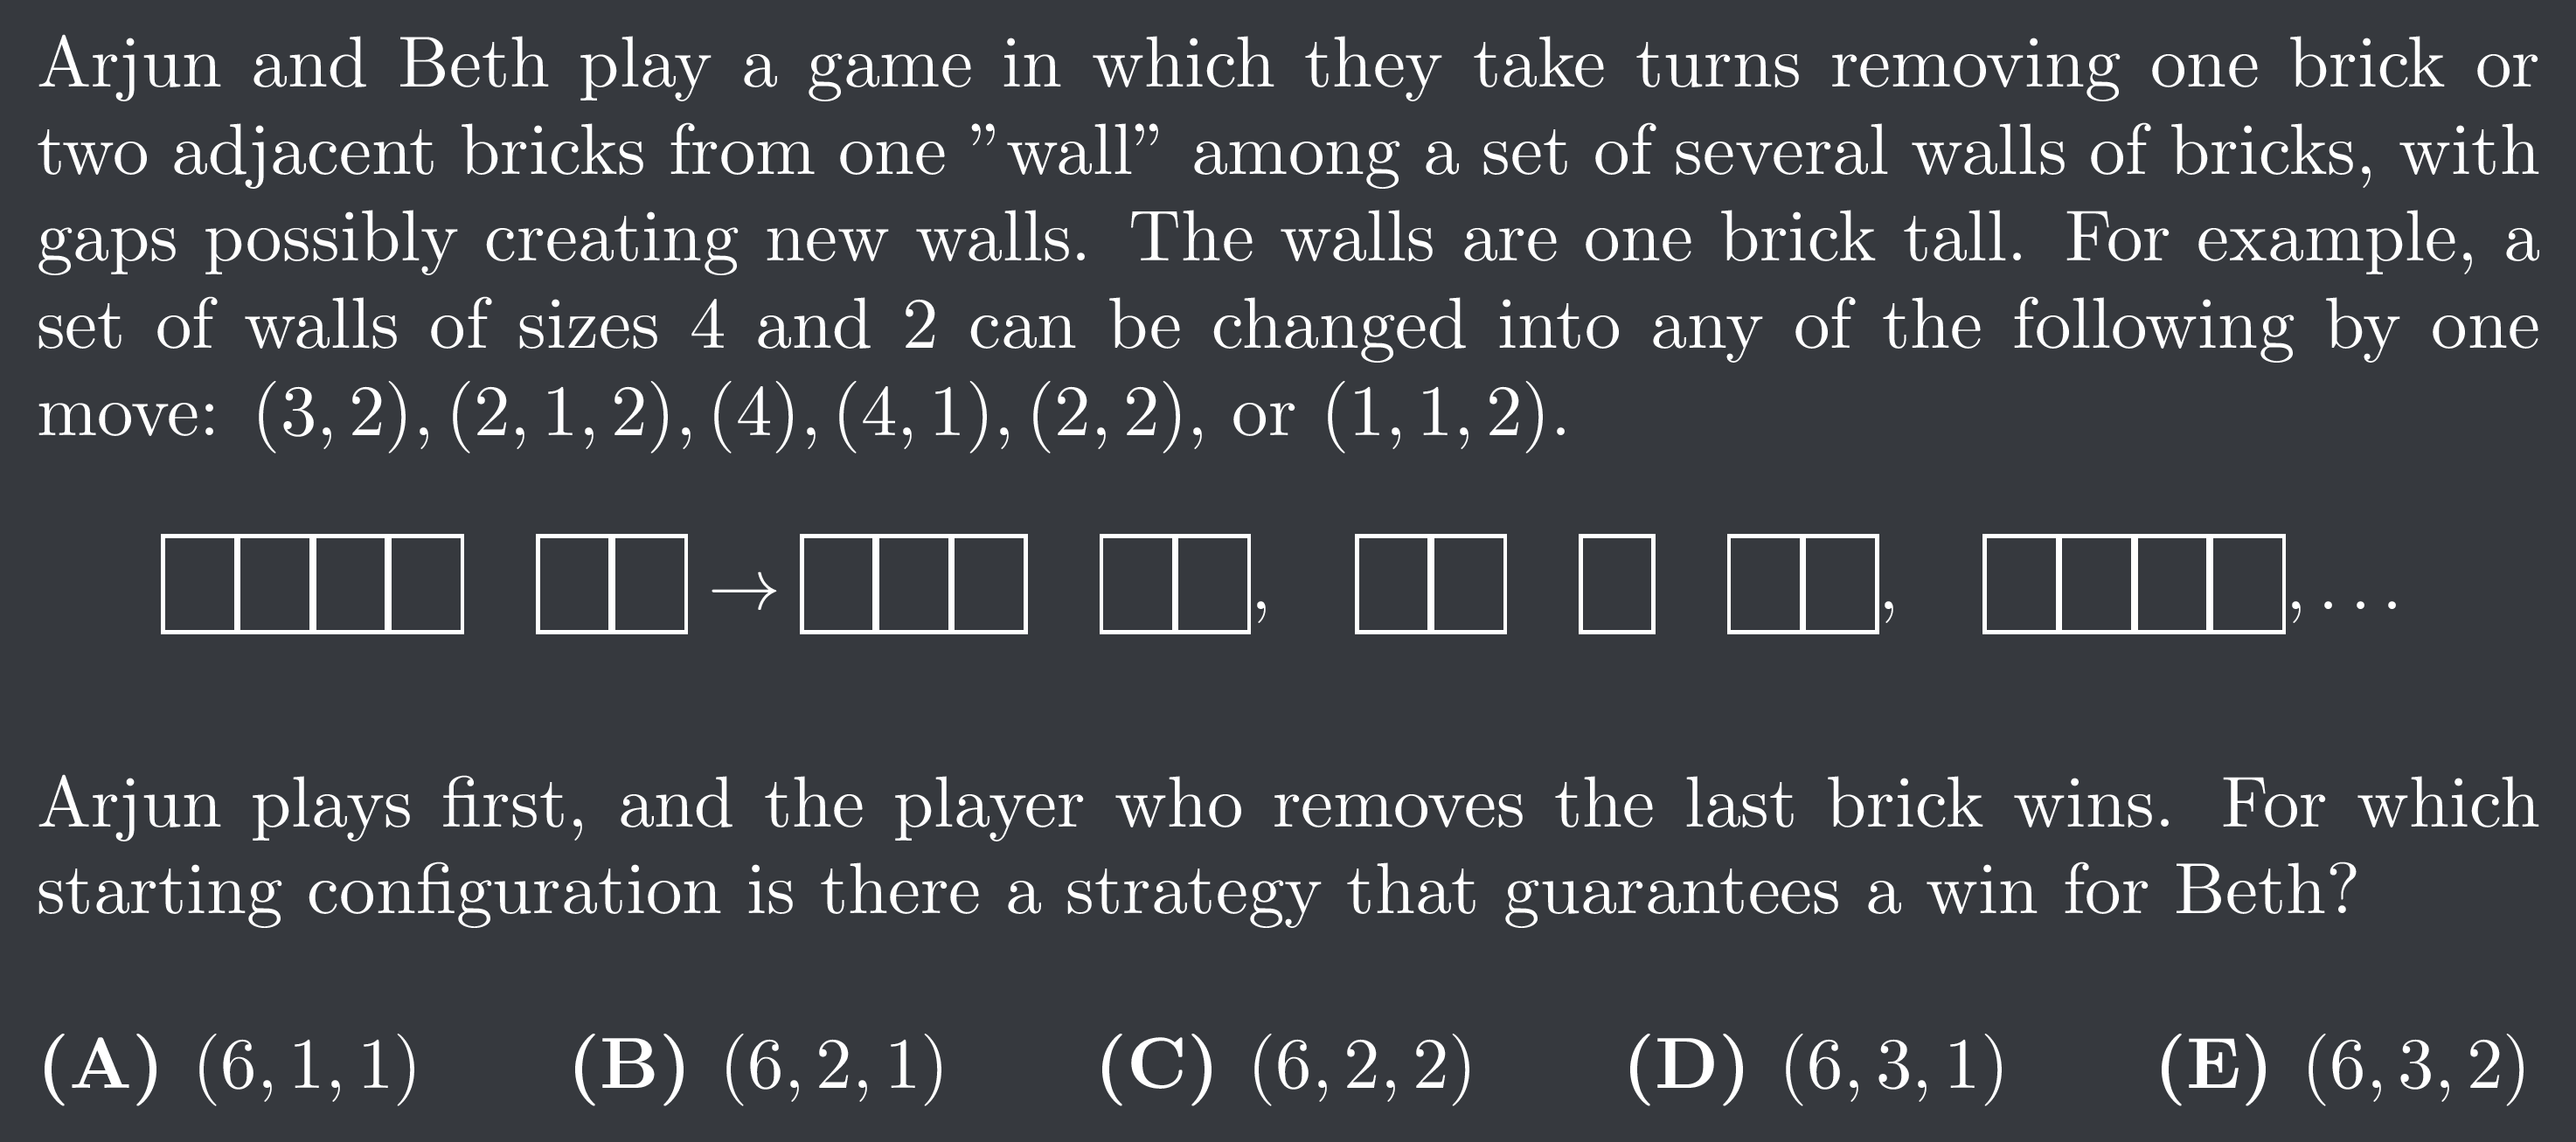 Arjun and Beth play a game in which they take turns removing one brick or
two adjacent bricks from one ”wall” among a set of several walls of bricks, with
gaps possibly creating new walls. The walls are one brick tall. For example, a
set of walls of sizes 4 and 2 can be changed into any of the following by one
move: (3, 2), (2, 1, 2), (4), (4, 1), (2, 2), or (1, 1, 2).
→ , , , . . .
Arjun plays first, and the player who removes the last brick wins. For which
starting configuration is there a strategy that guarantees a win for Beth?
(A) (6, 1, 1) (B) (6, 2, 1) (C) (6, 2, 2) (D) (6, 3, 1) (E) (6, 3, 2)